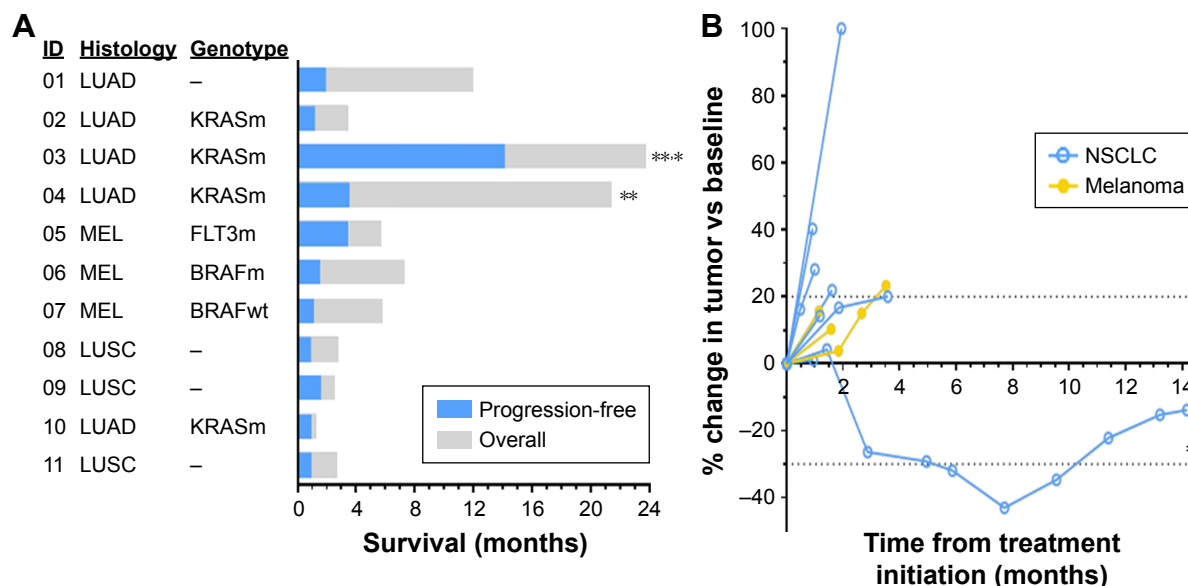 A
ID Histology Genotype
01 LUAD –
02 LUAD KRASm
03 LUAD KRASm **,*
04 LUAD KRASm **
05 MEL FLT3m
06 MEL BRAFm
07 MEL BRAFwt
08 LUSC –
09 LUSC –
10 LUAD KRASm
11 LUSC –
Progression-free
Overall
0 4 8 12 16 20 24
Survival (months)
B
% change in tumor vs baseline
100
80
60
40
20
0
–20
–40
NSCLC
Melanoma
2 4 6 8 10 12 14
*
Time from treatment
initiation (months)